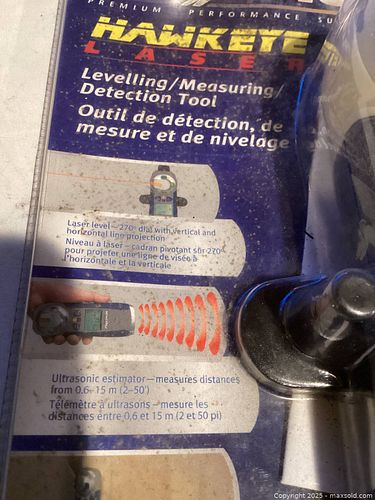 PREMIUM PERFORMANCE SU
HAWKEYE
LASER
Levelling/Measuring/
Detection Tool
Outil de détection, de
mesure et de nivelage
Laser level – 270° dial with vertical and
horizontal line projection
Niveau à laser – cadran pivotant sur 270°
pour projeter une ligne de visée à
l'horizontale et à la verticale
Ultrasonic estimator – measures distances
from 0.6–15 m (2–50')
Télémètre à ultrasons – mesure les
distances entre 0,6 et 15 m (2 et 50 pi)
Copyright 2025 - maxsold.com